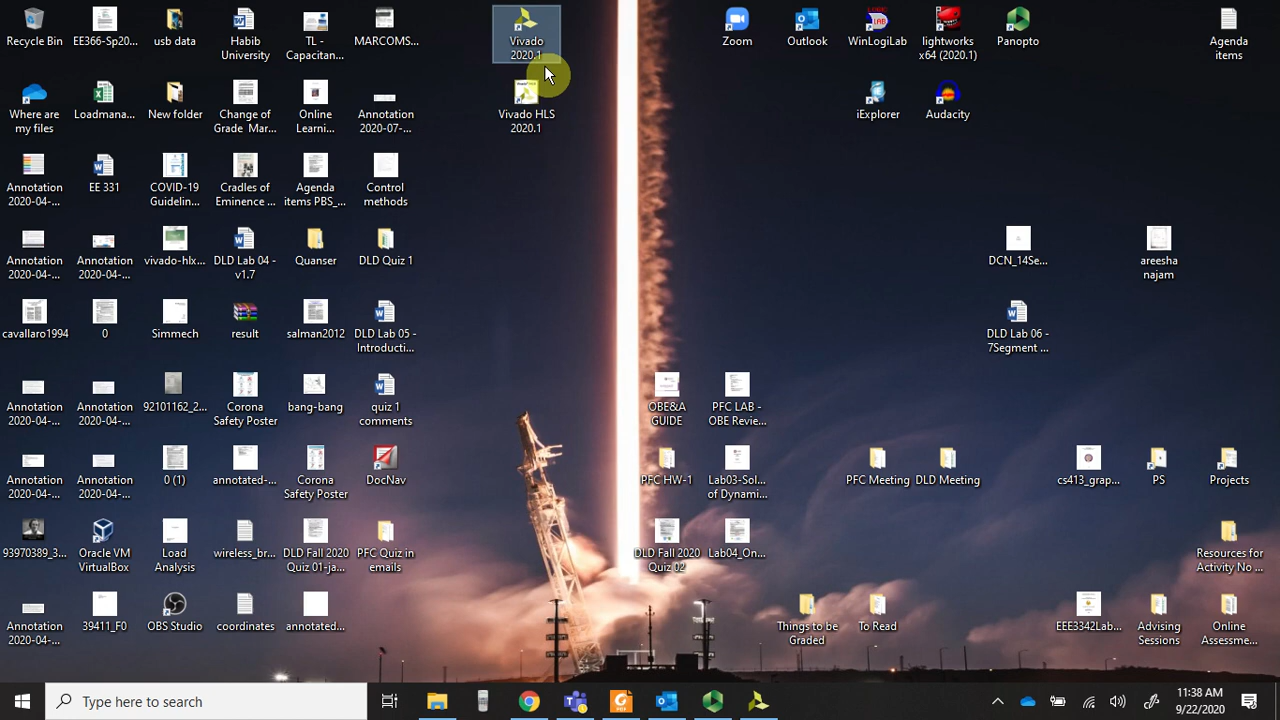 Recycle Bin
cc366-Sp20...
usb data
Habib
University
TL -
Capacitan...
MARCOMS...
Vivado
2020.1
Zoom
Outlook
WinLogiLab
lightworks
x64 (2020.1)
Panopto
Agenda
items
Where are
my files
Loadmana...
New folder
Change of
Grade_Mar...
Online
Learni...
Annotation
2020-07-...
Vivado HLS
2020.1
iExplorer
Audacity
Annotation
2020-04-...
EE 331
COVID-19
Guidelin...
Cradles of
Eminence ...
Agenda
items PBS_...
Control
methods
Annotation
2020-04-...
Annotation
2020-04-...
vivado-hlx...
DLD Lab 04 -
v1.7
Quanser
DLD Quiz 1
DCN_14Se...
areesha
najam
cavallaro1994
0
Simmech
result
salman2012
DLD Lab 05 -
Introducti...
DLD Lab 06 -
7Segment ...
Annotation
2020-04-...
Annotation
2020-04-...
92101162_2...
Corona
Safety Poster
bang-bang
quiz 1
comments
OBE&A
GUIDE
PFC LAB -
OBE Revie...
Annotation
2020-04-...
Annotation
2020-04-...
0 (1)
annotated-...
Corona
Safety Poster
DocNav
PFC HW-1
Lab03-Sol...
of Dynami...
PFC Meeting
DLD Meeting
cs413_grap...
PS
Projects
93970389_3...
Oracle VM
VirtualBox
Load
Analysis
wireless_br...
DLD Fall 2020
Quiz 01-ja...
PFC Quiz in
emails
DLD Fall 2020
Quiz 02
Lab04_On...
Resources for
Activity No ...
Annotation
2020-04-...
39411_F0
OBS Studio
coordinates
annotated...
Things to be
Graded
To Read
EEE3342Lab...
Advising
Sessions
Online
Assessme...
Type here to search
11:38 AM
9/22/2020